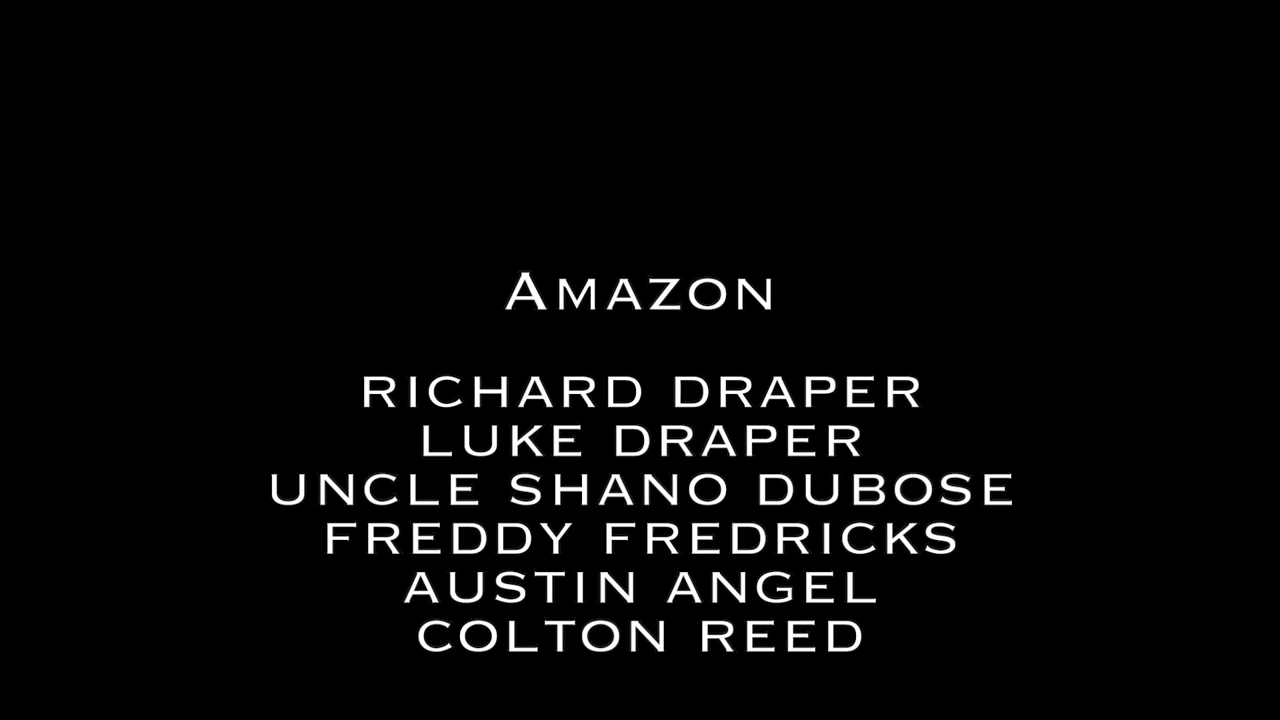 Amazon
RICHARD DRAPER
LUKE DRAPER
UNCLE SHANO DUBOSE
FREDDY FREDRICKS
AUSTIN ANGEL
COLTON REED